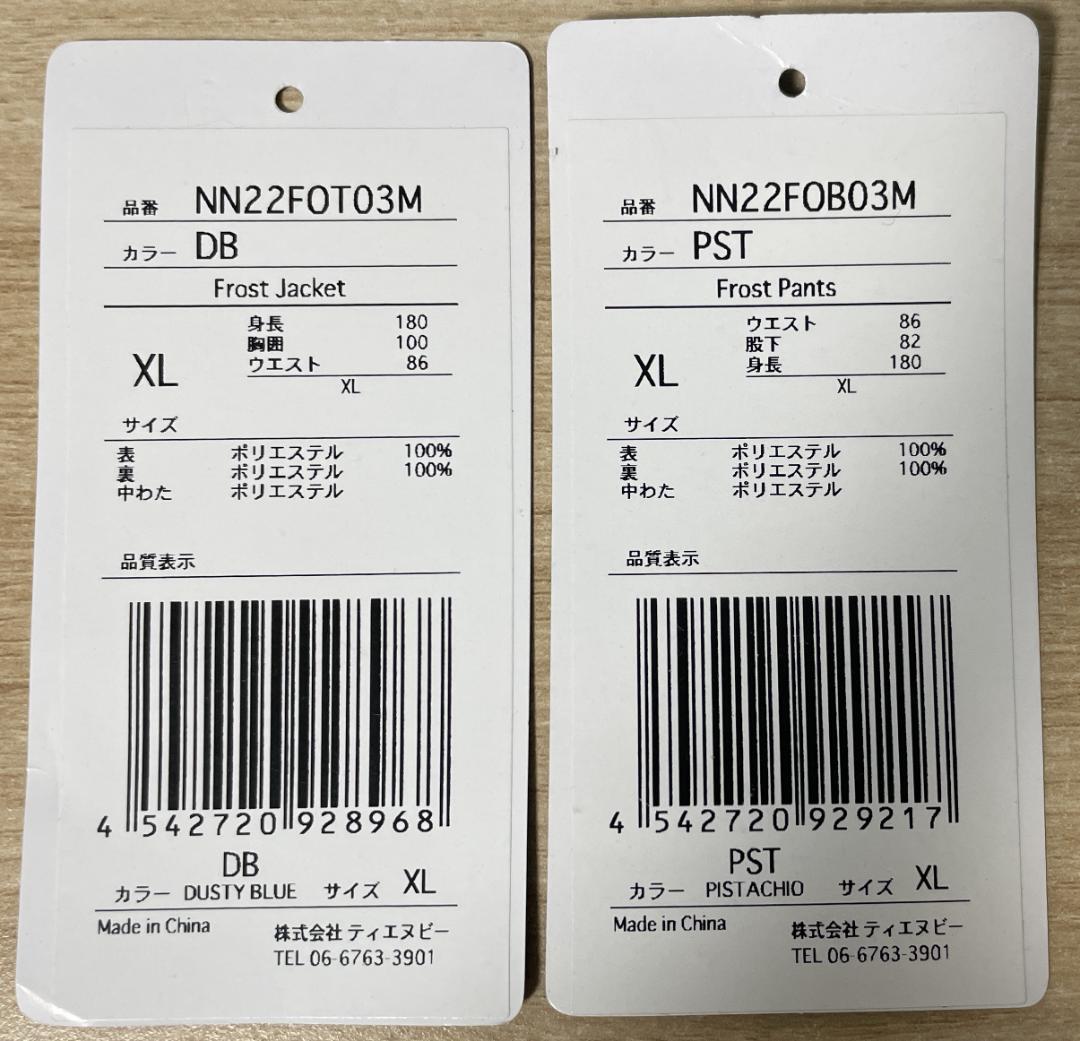 品番 NN22FOT03M
カラー DB
Frost Jacket
XL
身長 180
胸囲 100
ウエスト 86
XL
サイズ
表 ポリエステル 100%
裏 ポリエステル 100%
中わた ポリエステル
品質表示
4 542720 928968
DB
カラー DUSTY BLUE サイズ XL
Made in China
株式会社 ティエヌビー
TEL 06-6763-3901
品番 NN22FOB03M
カラー PST
Frost Pants
XL
ウエスト 86
股下 82
身長 180
XL
サイズ
表 ポリエステル 100%
裏 ポリエステル 100%
中わた ポリエステル
品質表示
4 542720 929217
PST
カラー PISTACHIO サイズ XL
Made in China
株式会社 ティエヌビー
TEL 06-6763-3901